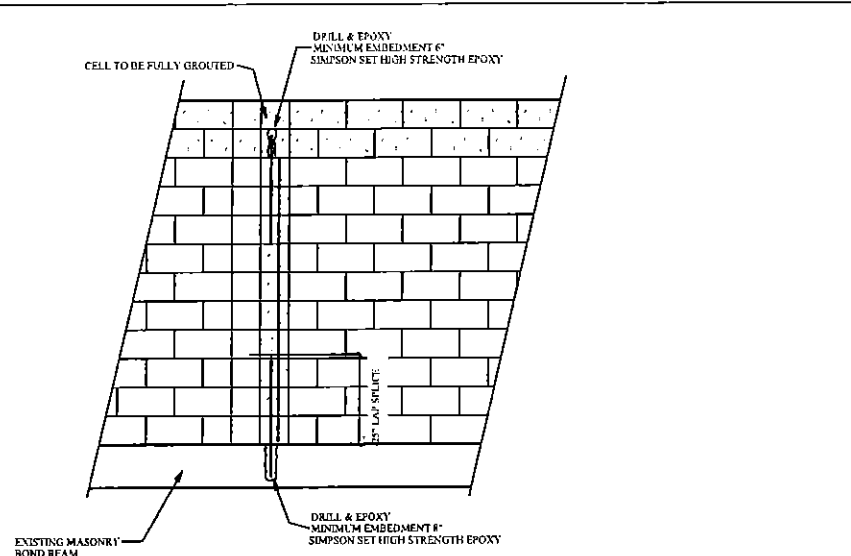 DRILL & EPOXY
MINIMUM EMBEDMENT 6"
SIMPSON SET HIGH STRENGTH EPOXY
CELL TO BE FULLY GROUTED
25" LAP SPLICE
DRILL & EPOXY
MINIMUM EMBEDMENT 8"
SIMPSON SET HIGH STRENGTH EPOXY
EXISTING MASONRY
BOND BEAM